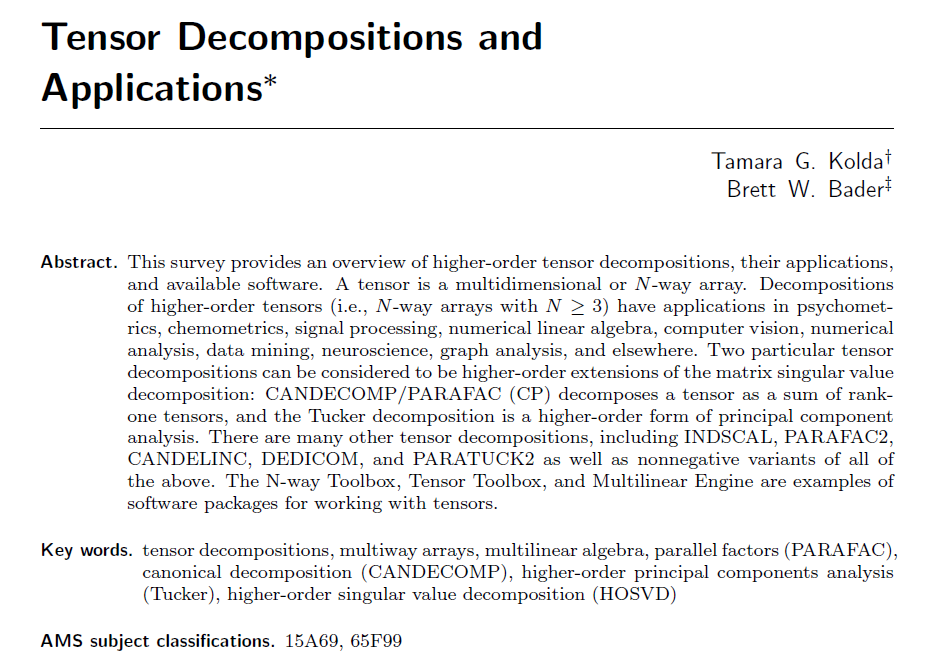 Tensor Decompositions and
Applications*
Tamara G. Kolda†
Brett W. Bader‡
Abstract. This survey provides an overview of higher-order tensor decompositions, their applications,
and available software. A tensor is a multidimensional or N-way array. Decompositions
of higher-order tensors (i.e., N-way arrays with N ≥ 3) have applications in psychomet-
rics, chemometrics, signal processing, numerical linear algebra, computer vision, numerical
analysis, data mining, neuroscience, graph analysis, and elsewhere. Two particular tensor
decompositions can be considered to be higher-order extensions of the matrix singular value
decomposition: CANDECOMP/PARAFAC (CP) decomposes a tensor as a sum of rank-
one tensors, and the Tucker decomposition is a higher-order form of principal component
analysis. There are many other tensor decompositions, including INDSCAL, PARAFAC2,
CANDELINC, DEDICOM, and PARATUCK2 as well as nonnegative variants of all of
the above. The N-way Toolbox, Tensor Toolbox, and Multilinear Engine are examples of
software packages for working with tensors.
Key words. tensor decompositions, multiway arrays, multilinear algebra, parallel factors (PARAFAC),
canonical decomposition (CANDECOMP), higher-order principal components analysis
(Tucker), higher-order singular value decomposition (HOSVD)
AMS subject classifications. 15A69, 65F99